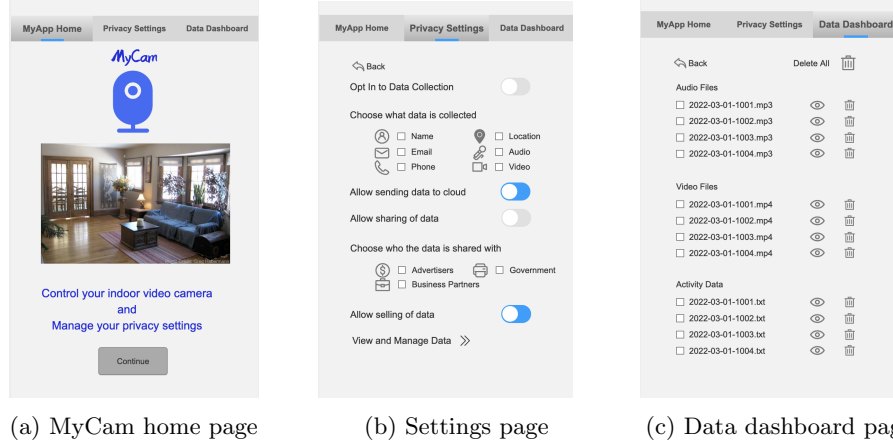 MyApp Home Privacy Settings Data Dashboard
MyCam
Control your indoor video camera
and
Manage your privacy settings
Continue
(a) MyCam home page
MyApp Home Privacy Settings Data Dashboard
Back
Opt In to Data Collection
Choose what data is collected
Name Location
Email Audio
Phone Video
Allow sending data to cloud
Allow sharing of data
Choose who the data is shared with
Advertisers Government
Business Partners
Allow selling of data
View and Manage Data
(b) Settings page
MyApp Home Privacy Settings Data Dashboard
Back Delete All
Audio Files
2022-03-01-1001.mp3
2022-03-01-1002.mp3
2022-03-01-1003.mp3
2022-03-01-1004.mp3
Video Files
2022-03-01-1001.mp4
2022-03-01-1002.mp4
2022-03-01-1003.mp4
2022-03-01-1004.mp4
Activity Data
2022-03-01-1001.txt
2022-03-01-1002.txt
2022-03-01-1003.txt
2022-03-01-1004.txt
(c) Data dashboard pag